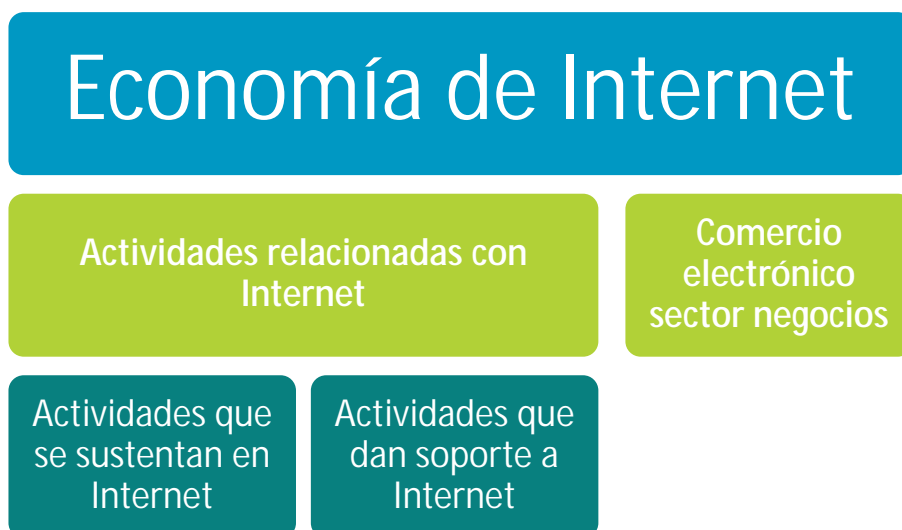 Economía de Internet
Actividades relacionadas con
Internet
Comercio
electrónico
sector negocios
Actividades que
se sustentan en
Internet
Actividades que
dan soporte a
Internet